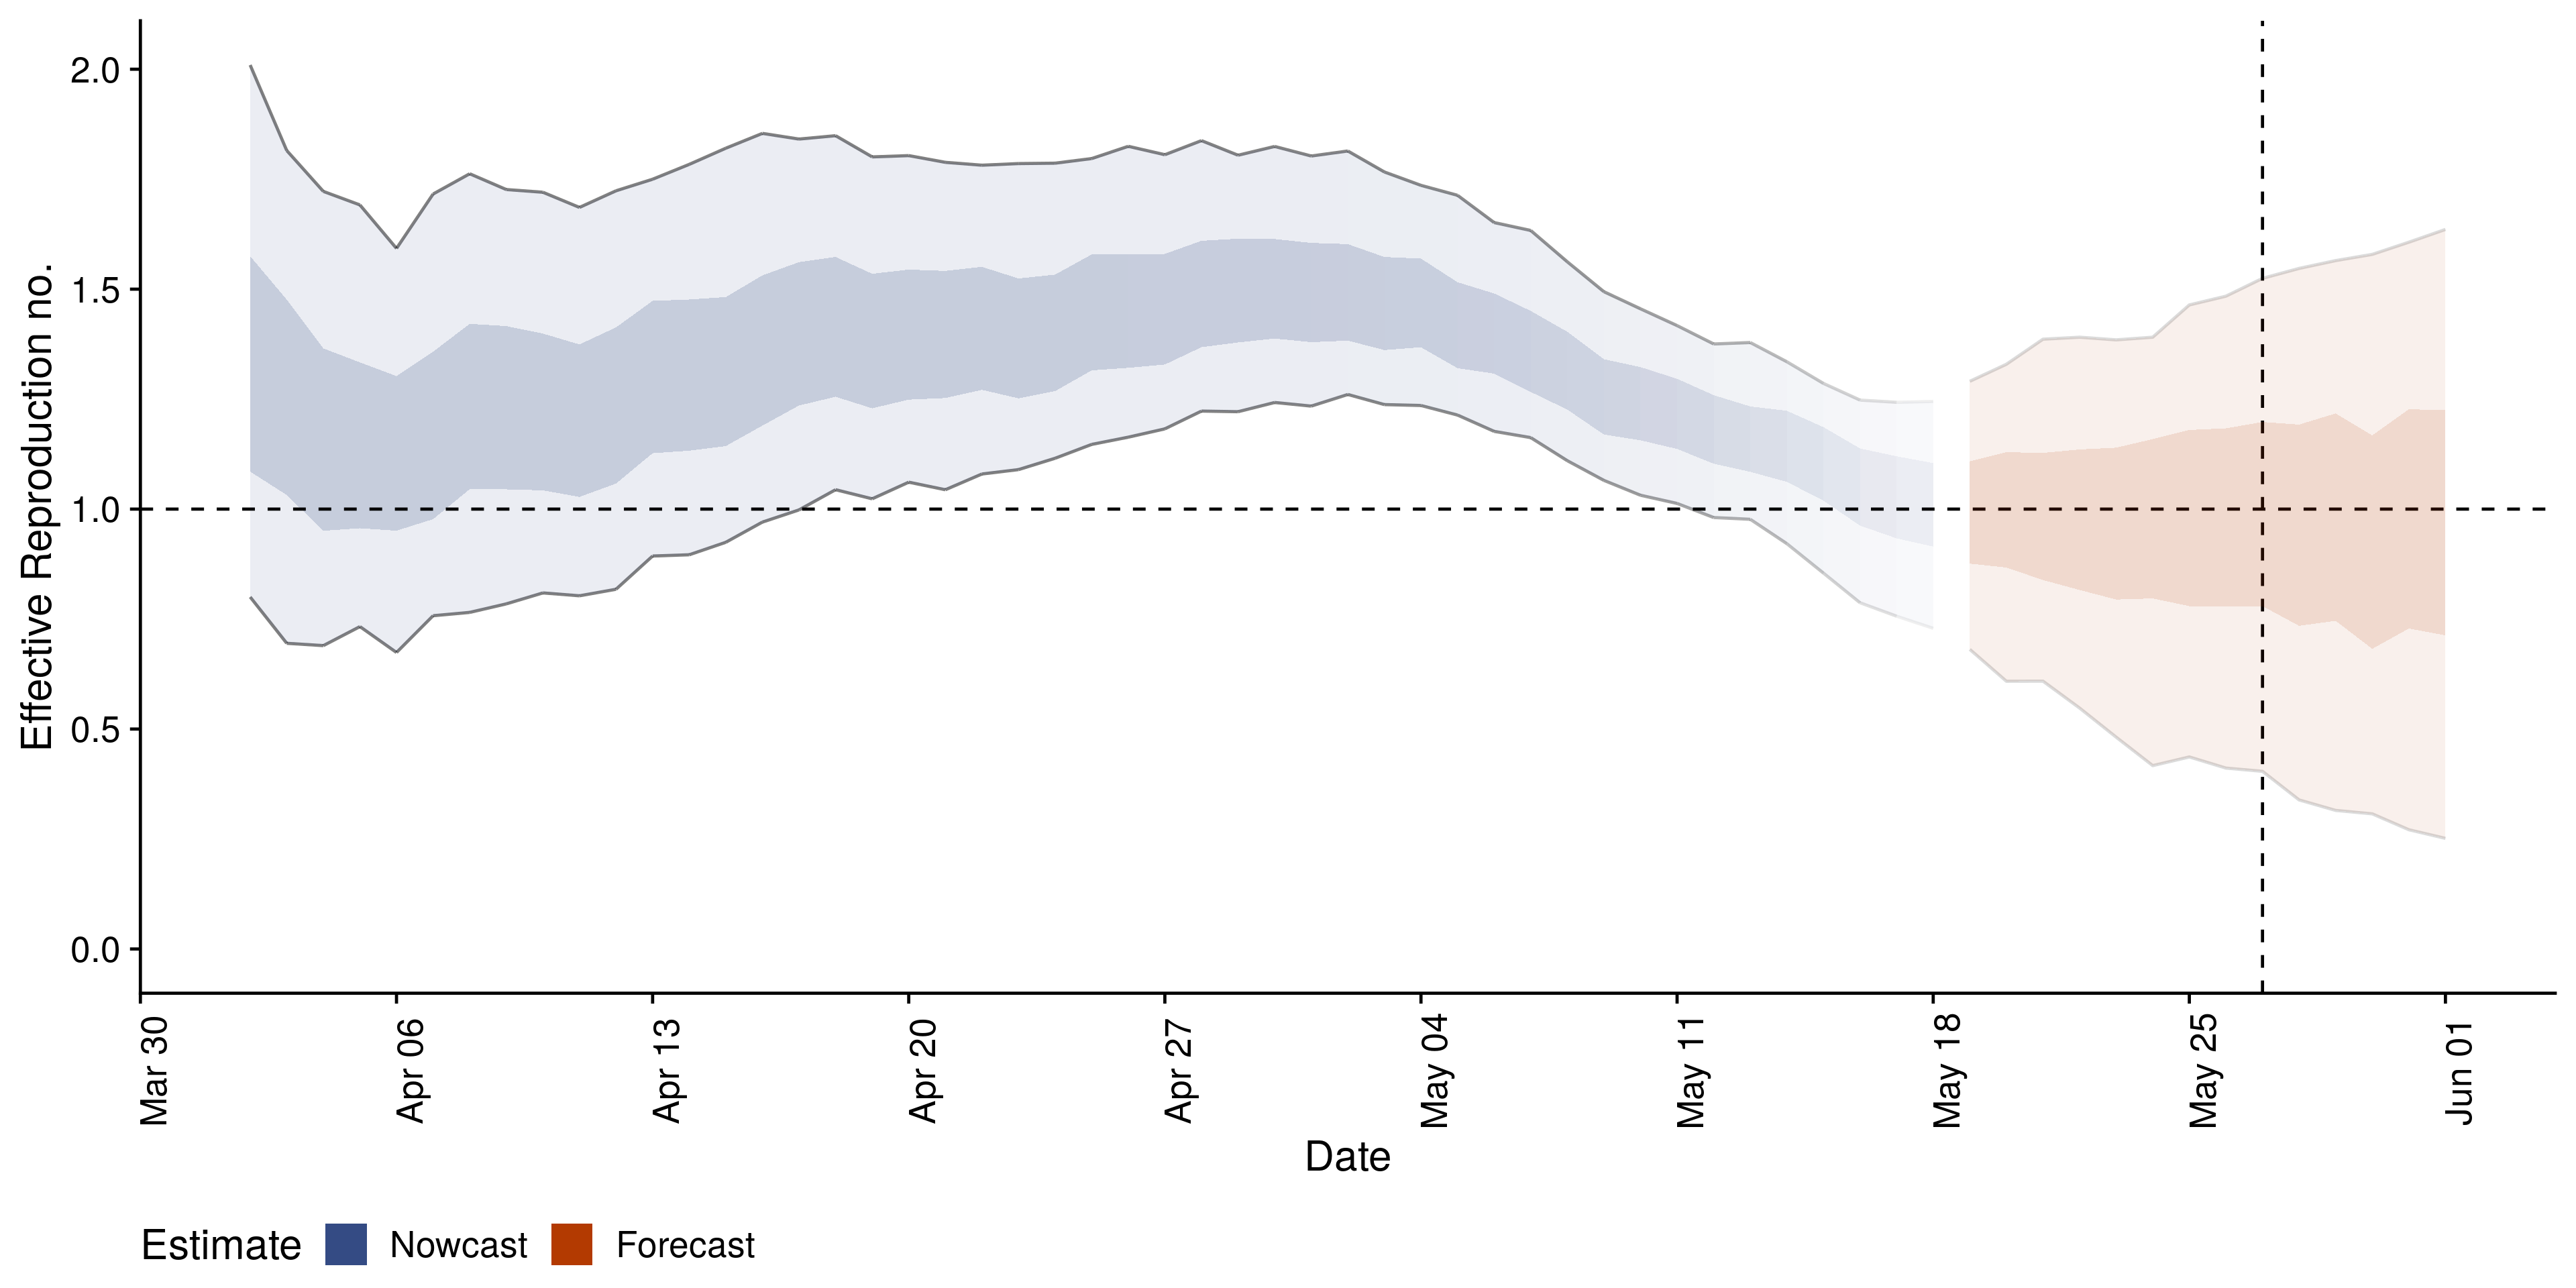 Effective Reproduction no.
2.0
1.5
1.0
0.5
0.0
Mar 30
Apr 06
Apr 13
Apr 20
Apr 27
May 04
May 11
May 18
May 25
Jun 01
Date
Estimate Nowcast Forecast